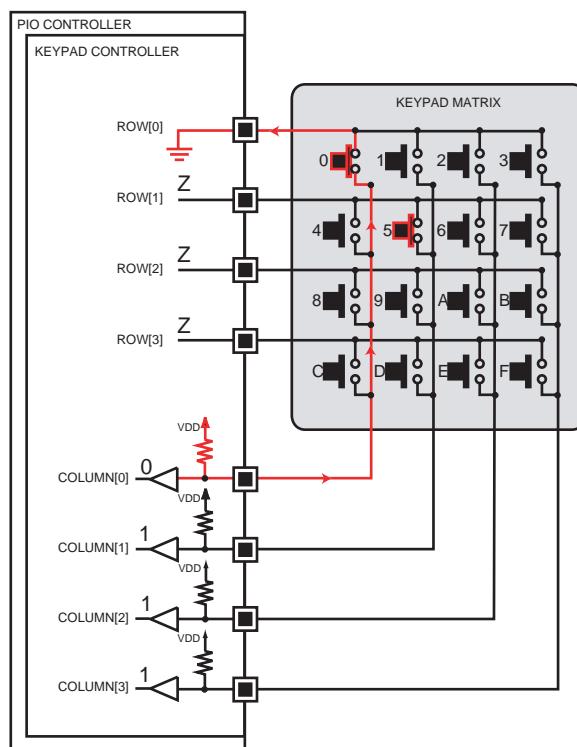 PIO CONTROLLER
KEYPAD CONTROLLER
KEYPAD MATRIX
ROW[0]
0 1 2 3
ROW[1] Z
4 5 6 7
ROW[2] Z
8 9 A B
ROW[3] Z
C D E F
VDD
COLUMN[0] 0
VDD
COLUMN[1] 1
VDD
COLUMN[2] 1
VDD
COLUMN[3] 1